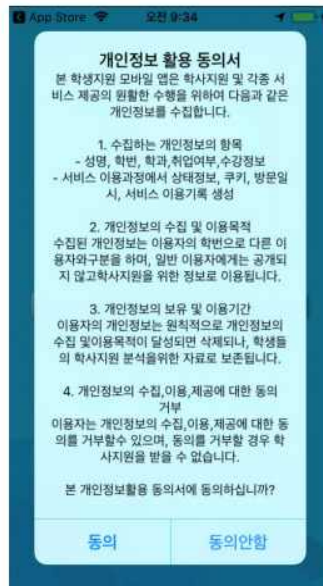 App Store 오전 9:34
개인정보 활용 동의서
본 학생지원 모바일 앱은 학사지원 및 각종 서
비스 제공의 원활한 수행을 위하여 다음과 같은
개인정보를 수집합니다.
1. 수집하는 개인정보의 항목
- 성명, 학번, 학과,취업여부,수강정보
- 서비스 이용과정에서 상태정보, 쿠키, 방문일
시, 서비스 이용기록 생성
2. 개인정보의 수집 및 이용목적
수집된 개인정보는 이용자의 학번으로 다른 이
용자와구분을 하며, 일반 이용자에게는 공개되
지 않고학사지원을 위한 정보로 이용됩니다.
3. 개인정보의 보유 및 이용기간
이용자의 개인정보는 원칙적으로 개인정보의
수집 및이용목적이 달성되면 삭제되나, 학생들
의 학사지원 분석을위한 자료로 보존됩니다.
4. 개인정보의 수집,이용,제공에 대한 동의
거부
이용자는 개인정보의 수집,이용,제공에 대한 동
의를 거부할수 있으며, 동의를 거부할 경우 학
사지원을 받을 수 없습니다.
본 개인정보활용 동의서에 동의하십니까?
동의 동의안함